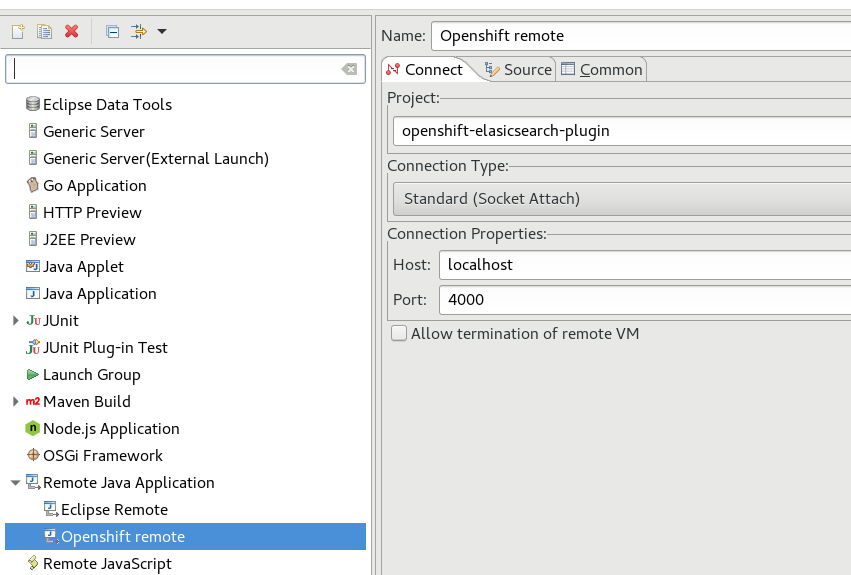 Eclipse Data Tools
Generic Server
Generic Server(External Launch)
Go Application
HTTP Preview
J2EE Preview
Java Applet
Java Application
JUnit
JUnit Plug-in Test
Launch Group
Maven Build
Node.js Application
OSGi Framework
Remote Java Application
Eclipse Remote
Openshift remote
Remote JavaScript
Name: Openshift remote
Connect Source Common
Project:
openshift-elasicsearch-plugin
Connection Type:
Standard (Socket Attach)
Connection Properties:
Host: localhost
Port: 4000
Allow termination of remote VM